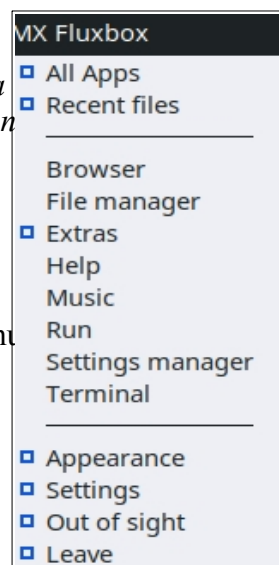 MX Fluxbox
All Apps
Recent files
Browser
File manager
Extras
Help
Music
Run
Settings manager
Terminal
Appearance
Settings
Out of sight
Leave